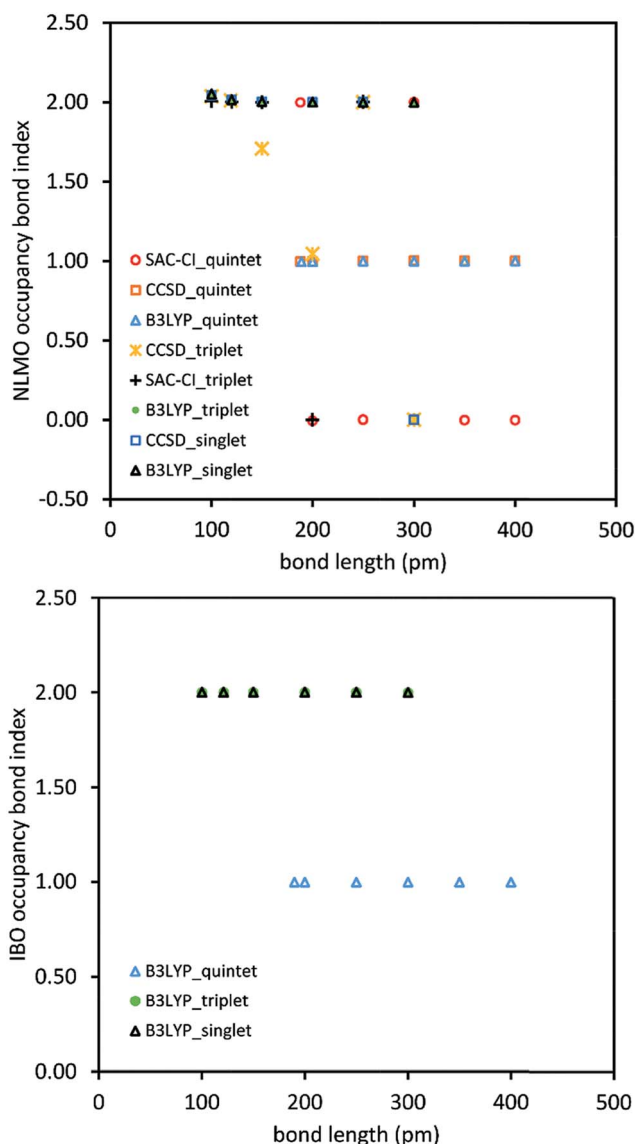 2.50
2.00
1.50
1.00
0.50
0.00
-0.50
NLMO occupancy bond index
SAC-CI_quintet
CCSD_quintet
B3LYP_quintet
CCSD_triplet
SAC-CI_triplet
B3LYP_triplet
CCSD_singlet
B3LYP_singlet
0 100 200 300 400 500
bond length (pm)
2.50
2.00
1.50
1.00
0.50
0.00
IBO occupancy bond index
B3LYP_quintet
B3LYP_triplet
B3LYP_singlet
0 100 200 300 400 500
bond length (pm)